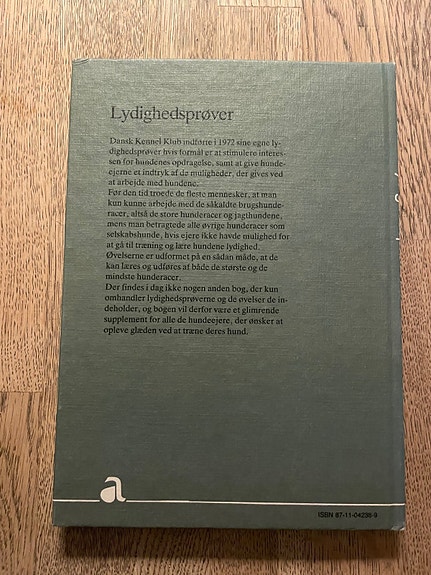 Lydighedsprøver
Dansk Kennel Klub indførte i 1972 sine egne ly-
dighedsprøver hvis formål er at stimulere interes-
sen for hundenes opdragelse, samt at give hunde-
ejerne et indtryk af de muligheder, der gives ved
at arbejde med hundene.
Før den tid troede de fleste mennesker, at man
kun kunne arbejde med de såkaldte brugshunde-
racer, altså de store hunderacer og jagthundene,
mens man betragtede alle øvrige hunderacer som
selskabshunde, hvis ejere ikke havde mulighed for
at gå til træning og lære hundene lydighed.
Øvelserne er udformet på en sådan måde, at de
kan læres og udføres af både de største og de
mindste hunderacer.
Der findes i dag ikke nogen anden bog, der kun
omhandler lydighedsprøverne og de øvelser de in-
deholder, og bogen vil derfor være et glimrende
supplement for alle de hundeejere, der ønsker at
opleve glæden ved at træne deres hund.
a
ISBN 87-11-04238-9